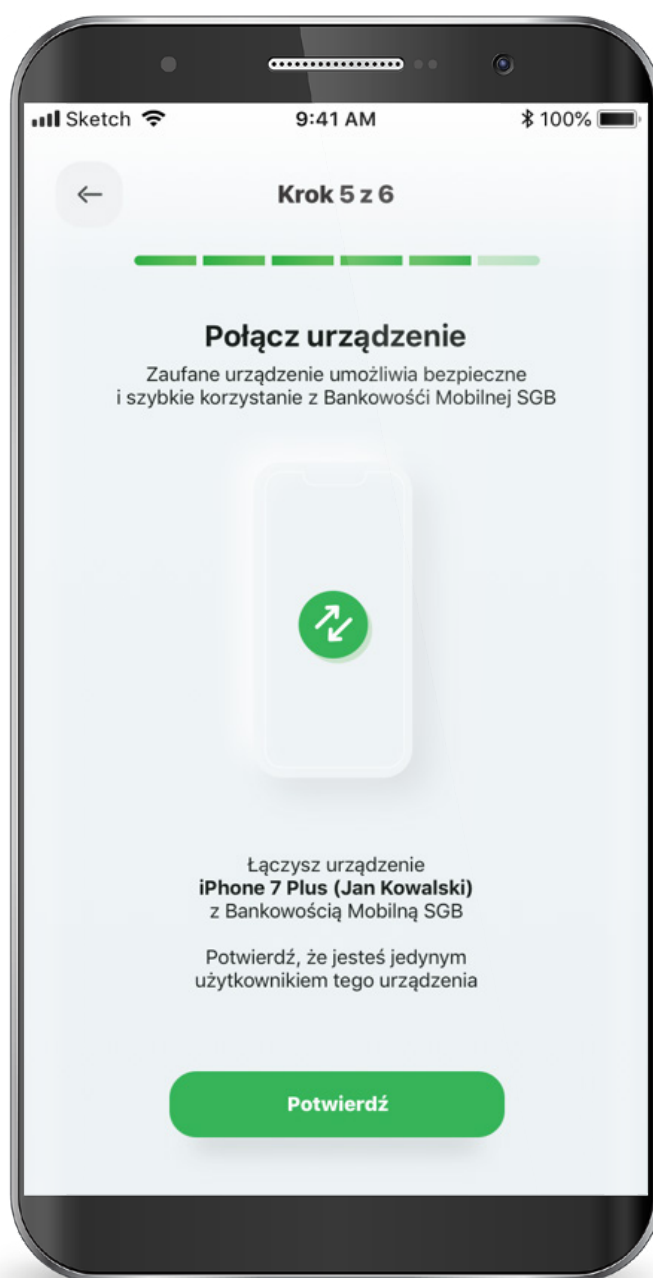 Sketch 9:41 AM 100%
Krok 5 z 6
Połącz urządzenie
Zaufane urządzenie umożliwia bezpieczne
i szybkie korzystanie z Bankowośći Mobilnej SGB
Łączysz urządzenie
iPhone 7 Plus (Jan Kowalski)
z Bankowością Mobilną SGB
Potwierdź, że jesteś jedynym
użytkownikiem tego urządzenia
Potwierdź